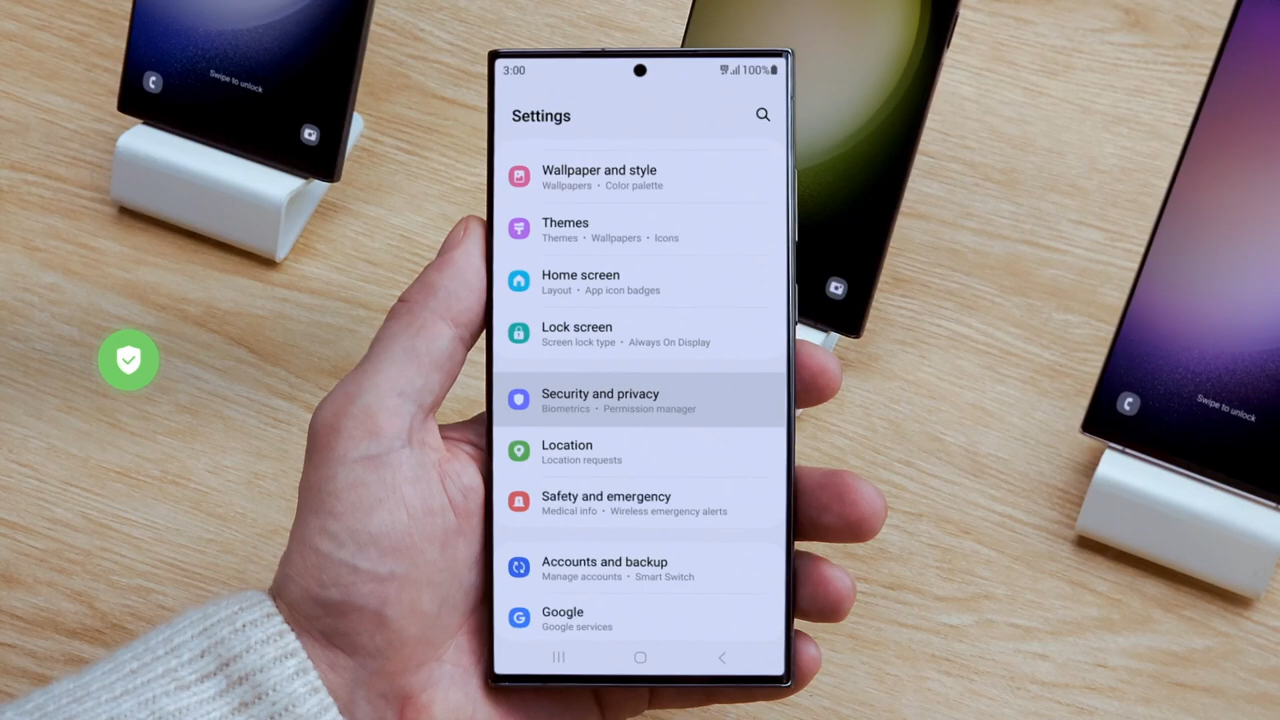 Swipe to unlock
3:00
100%
Settings
Wallpaper and style
Wallpapers • Color palette
Themes
Themes • Wallpapers • Icons
Home screen
Layout • App icon badges
Lock screen
Screen lock type • Always On Display
Security and privacy
Biometrics • Permission manager
Location
Location requests
Safety and emergency
Medical info • Wireless emergency alerts
Accounts and backup
Manage accounts • Smart Switch
Google
Google services
Swipe to unlock